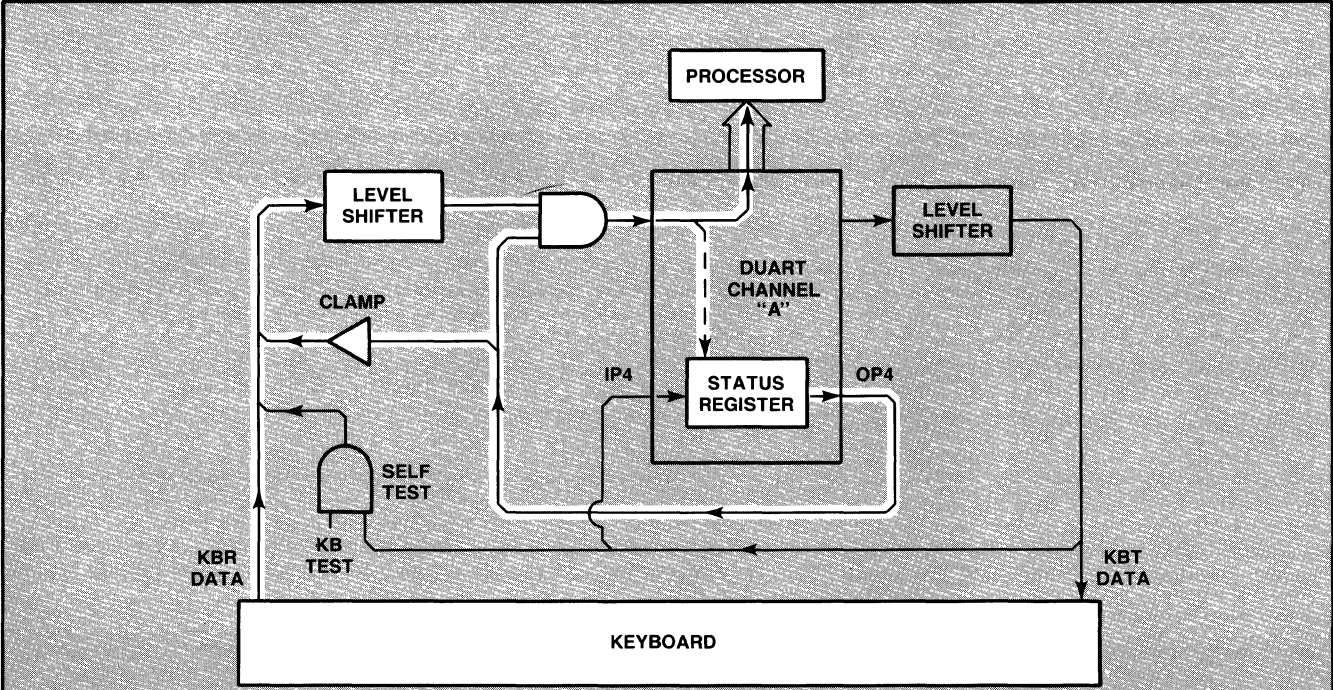 PROCESSOR
LEVEL
SHIFTER
LEVEL
SHIFTER
DUART
CHANNEL
“A”
CLAMP
IP4
STATUS
REGISTER
OP4
SELF
TEST
KB
TEST
KBR
DATA
KBT
DATA
KEYBOARD